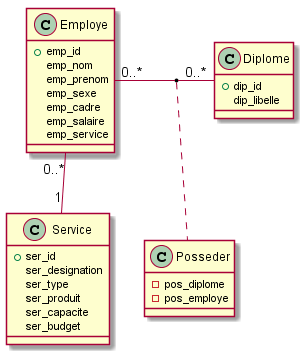 C Employe
emp_id
emp_nom
emp_prenom
emp_sexe
emp_cadre
emp_salaire
emp_service
0..*
0..*
C Diplome
dip_id
dip_libelle
0..*
1
C Service
ser_id
ser_designation
ser_type
ser_produit
ser_capacite
ser_budget
C Posseder
pos_diplome
pos_employe